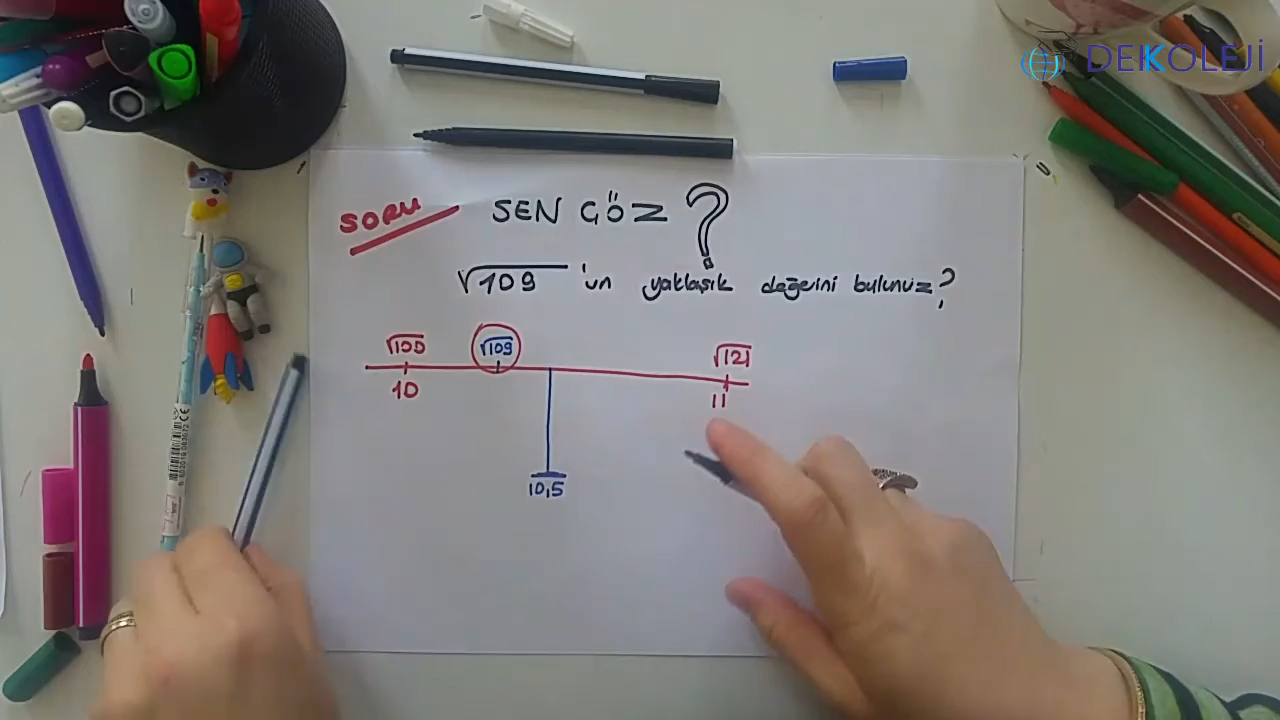 DEKOLEJİ
SORU
SEN ÇÖZ ?
√109 'un yaklaşık değerini bulunuz?
√100 √109 √121
10 11
10,5